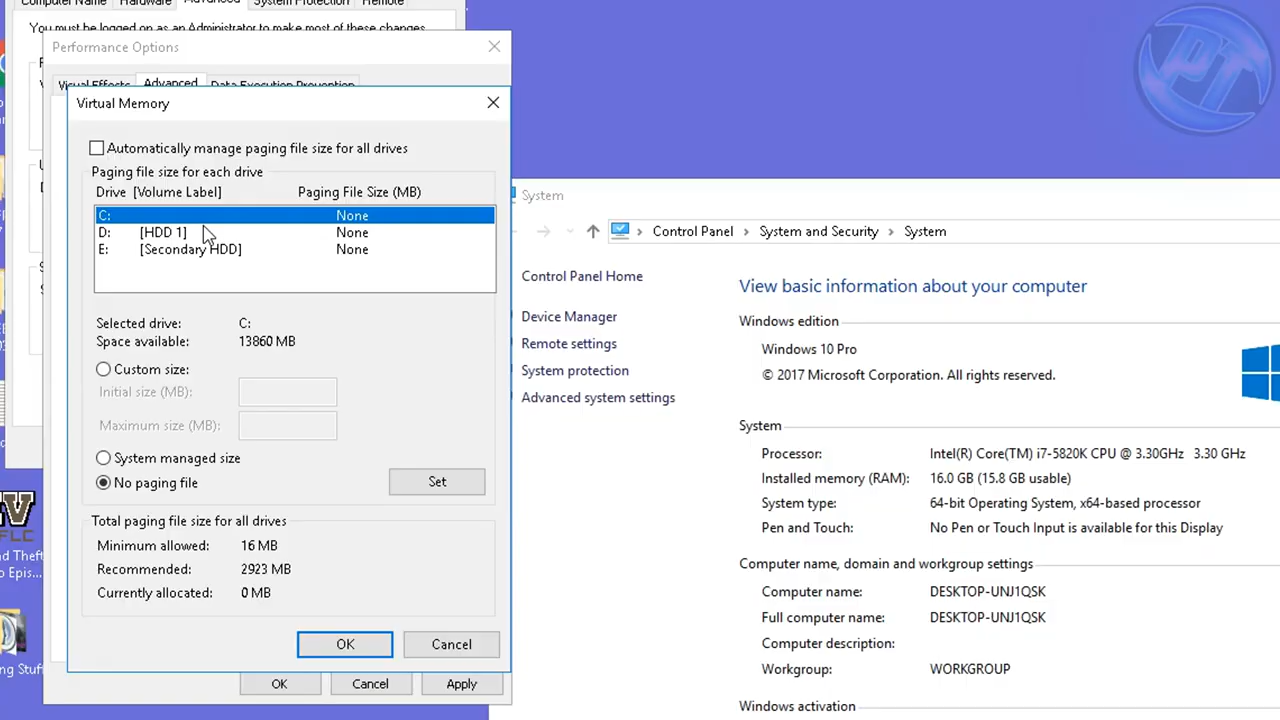 Computer Name Hardware Advanced System Protection Remote
You must be logged on as an Administrator to make most of these changes.
Performance Options
Visual Effects Advanced Data Execution Prevention
Virtual Memory
Automatically manage paging file size for all drives
Paging file size for each drive
Drive [Volume Label] Paging File Size (MB)
C: None
D: [HDD 1] None
E: [Secondary HDD] None
Selected drive: C:
Space available: 13860 MB
Custom size:
Initial size (MB):
Maximum size (MB):
System managed size
No paging file
Set
Total paging file size for all drives
Minimum allowed: 16 MB
Recommended: 2923 MB
Currently allocated: 0 MB
OK Cancel
OK Cancel Apply
PT
System
Control Panel System and Security System
Control Panel Home
Device Manager
Remote settings
System protection
Advanced system settings
View basic information about your computer
Windows edition
Windows 10 Pro
© 2017 Microsoft Corporation. All rights reserved.
System
Processor: Intel(R) Core(TM) i7-5820K CPU @ 3.30GHz 3.30 GHz
Installed memory (RAM): 16.0 GB (15.8 GB usable)
System type: 64-bit Operating System, x64-based processor
Pen and Touch: No Pen or Touch Input is available for this Display
Computer name, domain and workgroup settings
Computer name: DESKTOP-UNJ1QSK
Full computer name: DESKTOP-UNJ1QSK
Computer description:
Workgroup: WORKGROUP
Windows activation